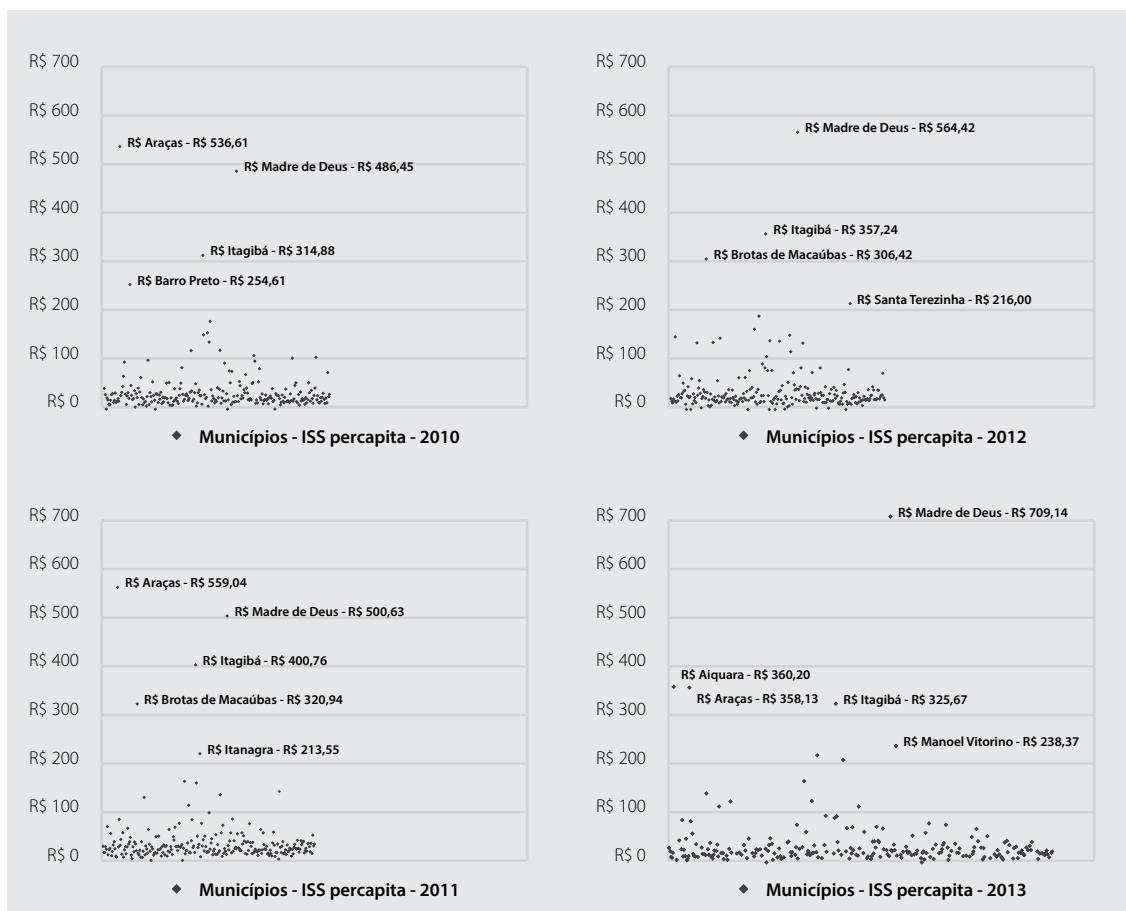 R$ 700
R$ 600
R$ 500
R$ 400
R$ 300
R$ 200
R$ 100
R$ 0
R$ Araças - R$ 536,61
R$ Madre de Deus - R$ 486,45
R$ Itagibá - R$ 314,88
R$ Barro Preto - R$ 254,61
Municípios - ISS percapita - 2010
R$ 700
R$ 600
R$ 500
R$ 400
R$ 300
R$ 200
R$ 100
R$ 0
R$ Madre de Deus - R$ 564,42
R$ Itagibá - R$ 357,24
R$ Brotas de Macaúbas - R$ 306,42
R$ Santa Terezinha - R$ 216,00
Municípios - ISS percapita - 2012
R$ 700
R$ 600
R$ 500
R$ 400
R$ 300
R$ 200
R$ 100
R$ 0
R$ Araças - R$ 559,04
R$ Madre de Deus - R$ 500,63
R$ Itagibá - R$ 400,76
R$ Brotas de Macaúbas - R$ 320,94
R$ Itanagra - R$ 213,55
Municípios - ISS percapita - 2011
R$ 700
R$ 600
R$ 500
R$ 400
R$ 300
R$ 200
R$ 100
R$ 0
R$ Madre de Deus - R$ 709,14
R$ Aiquara - R$ 360,20
R$ Araças - R$ 358,13
R$ Itagibá - R$ 325,67
R$ Manoel Vitorino - R$ 238,37
Municípios - ISS percapita - 2013